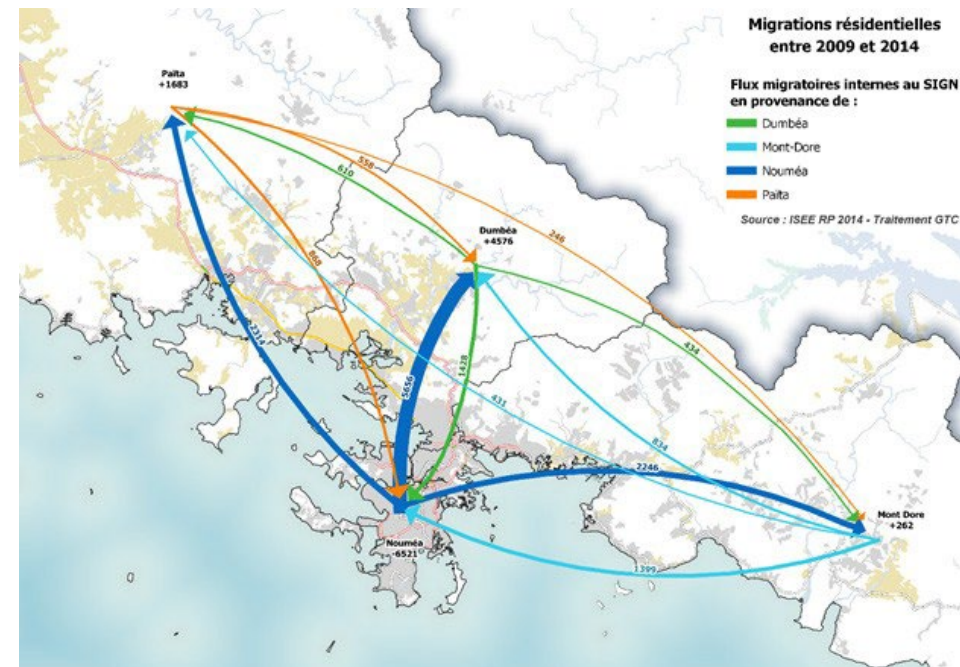 Migrations résidentielles
entre 2009 et 2014
Flux migratoires internes au SIGN
en provenance de :
Dumbéa
Mont-Dore
Nouméa
Païta
Source : ISEE RP 2014 - Traitement GTC
Païta
+1683
558
610
246
Dumbéa
+4576
868
2314
434
1428
5656
431
834
2246
Mont Dore
+262
Nouméa
-6521
1399